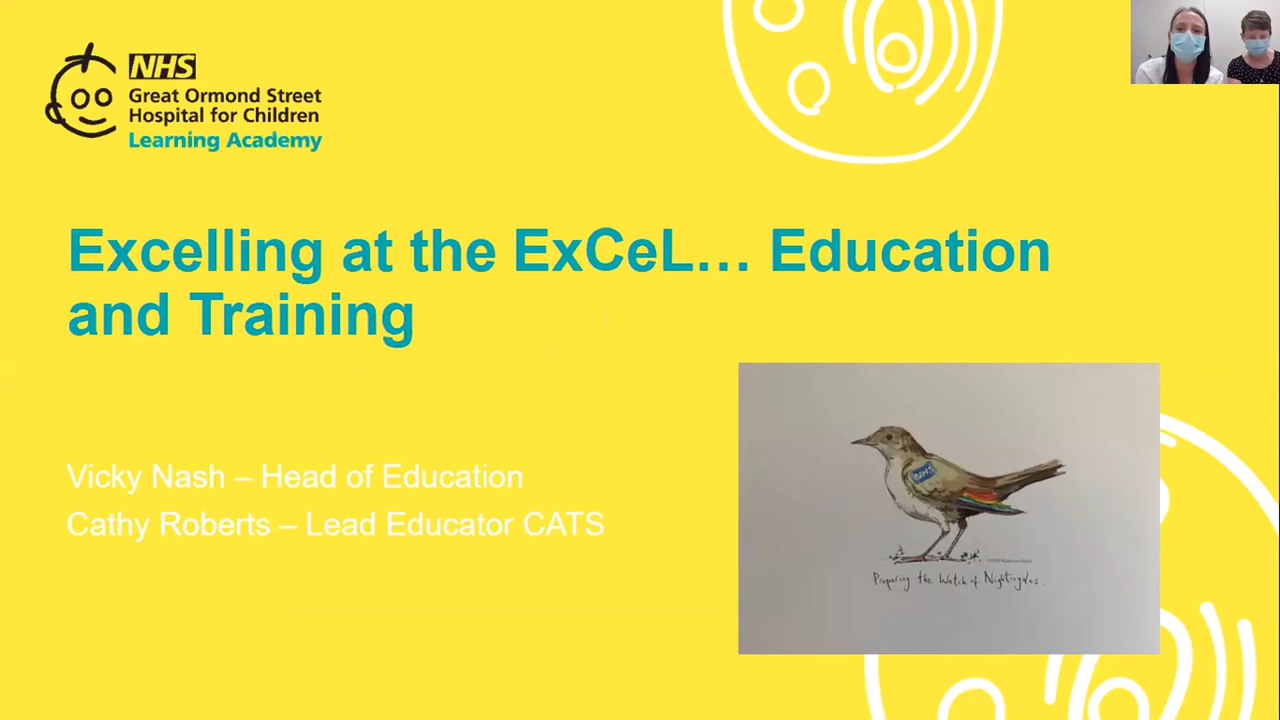 NHS
Great Ormond Street
Hospital for Children
Learning Academy
Excelling at the ExCeL… Education
and Training
Vicky Nash – Head of Education
Cathy Roberts – Lead Educator CATS
NHS
Preparing the Watch of Nightingales.